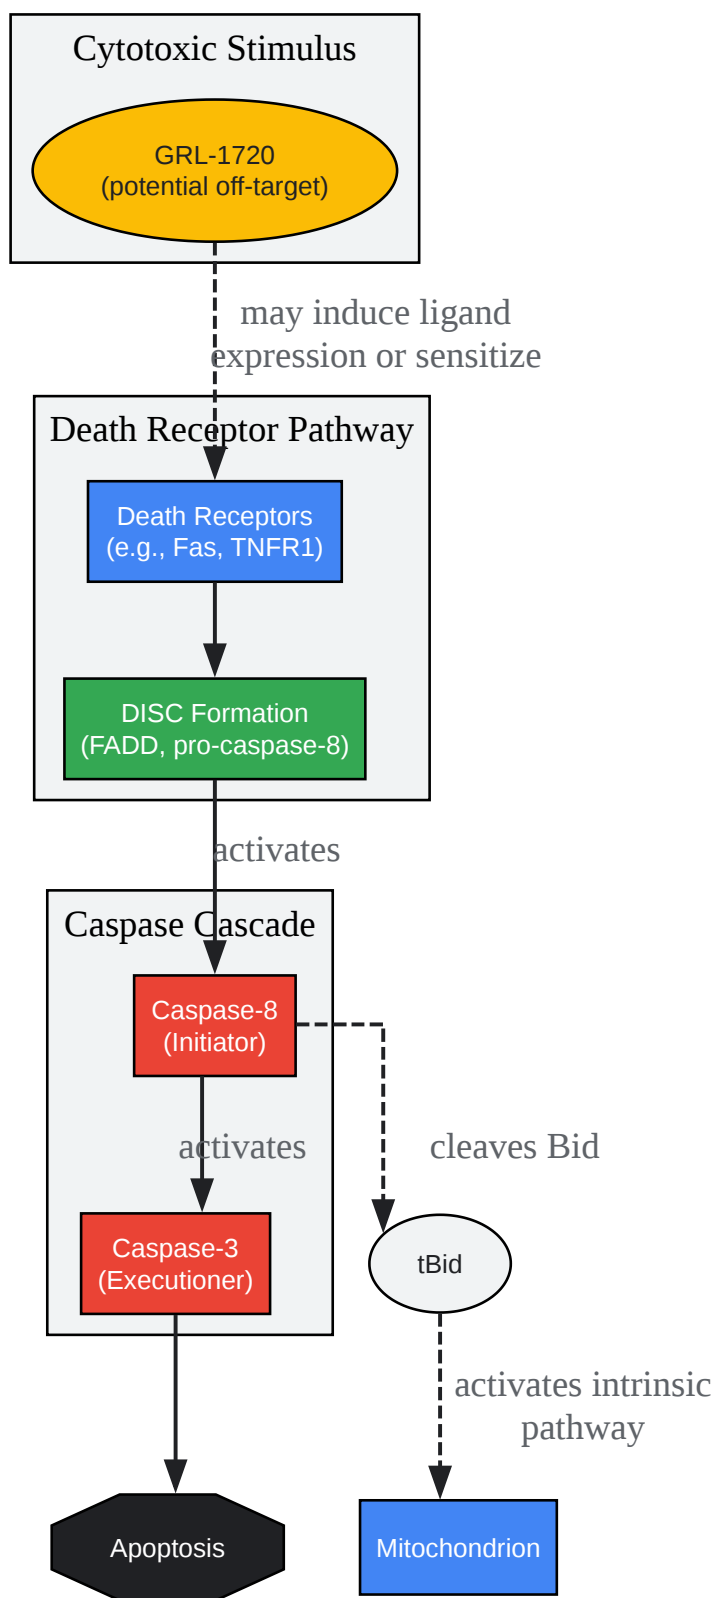 Cytotoxic Stimulus
GRL-1720
(potential off-target)
may induce ligand
expression or sensitize
Death Receptor Pathway
Death Receptors
(e.g., Fas, TNFR1)
DISC Formation
(FADD, pro-caspase-8)
activates
Caspase Cascade
Caspase-8
(Initiator)
activates
cleaves Bid
Caspase-3
(Executioner)
tBid
activates intrinsic
pathway
Apoptosis
Mitochondrion